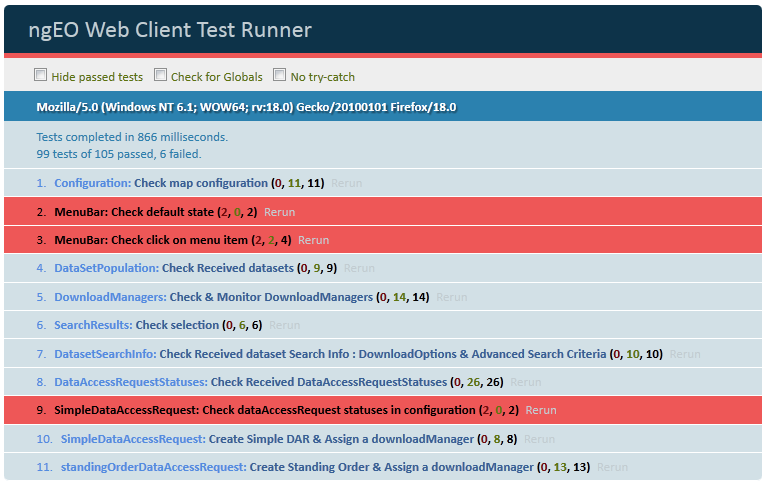 ngEO Web Client Test Runner
Hide passed tests Check for Globals No try-catch
Mozilla/5.0 (Windows NT 6.1; WOW64; rv:18.0) Gecko/20100101 Firefox/18.0
Tests completed in 866 milliseconds.
99 tests of 105 passed, 6 failed.
1. Configuration: Check map configuration (0, 11, 11) Rerun
2. MenuBar: Check default state (2, 0, 2) Rerun
3. MenuBar: Check click on menu item (2, 2, 4) Rerun
4. DataSetPopulation: Check Received datasets (0, 9, 9) Rerun
5. DownloadManagers: Check & Monitor DownloadManagers (0, 14, 14) Rerun
6. SearchResults: Check selection (0, 6, 6) Rerun
7. DatasetSearchInfo: Check Received dataset Search Info : DownloadOptions & Advanced Search Criteria (0, 10, 10) Rerun
8. DataAccessRequestStatuses: Check Received DataAccessRequestStatuses (0, 26, 26) Rerun
9. SimpleDataAccessRequest: Check dataAccessRequest statuses in configuration (2, 0, 2) Rerun
10. SimpleDataAccessRequest: Create Simple DAR & Assign a downloadManager (0, 8, 8) Rerun
11. standingOrderDataAccessRequest: Create Standing Order & Assign a downloadManager (0, 13, 13) Rerun